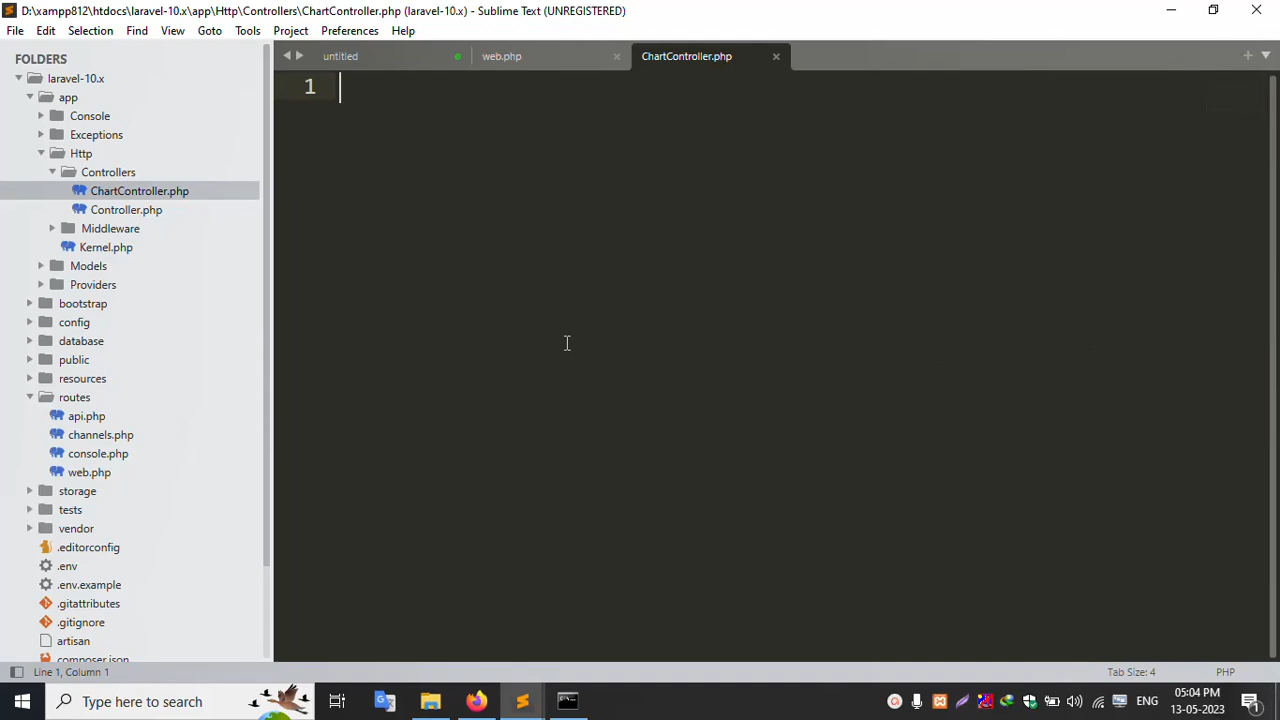 D:\xampp812\htdocs\laravel-10.x\app\Http\Controllers\ChartController.php (laravel-10.x) - Sublime Text (UNREGISTERED)
File Edit Selection Find View Goto Tools Project Preferences Help
FOLDERS
laravel-10.x
app
Console
Exceptions
Http
Controllers
ChartController.php
Controller.php
Middleware
Kernel.php
Models
Providers
bootstrap
config
database
public
resources
routes
api.php
channels.php
console.php
web.php
storage
tests
vendor
.editorconfig
.env
.env.example
.gitattributes
.gitignore
artisan
composer.json
untitled web.php ChartController.php
1
Line 1, Column 1 Tab Size: 4 PHP
Type here to search ENG 05:04 PM
13-05-2023